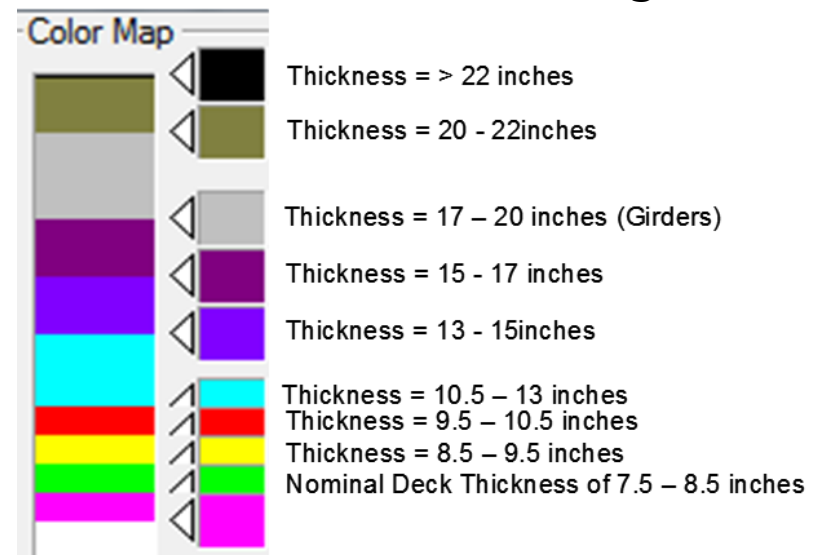 Color Map
Thickness = > 22 inches
Thickness = 20 - 22inches
Thickness = 17 – 20 inches (Girders)
Thickness = 15 - 17 inches
Thickness = 13 - 15inches
Thickness = 10.5 – 13 inches
Thickness = 9.5 – 10.5 inches
Thickness = 8.5 – 9.5 inches
Nominal Deck Thickness of 7.5 – 8.5 inches